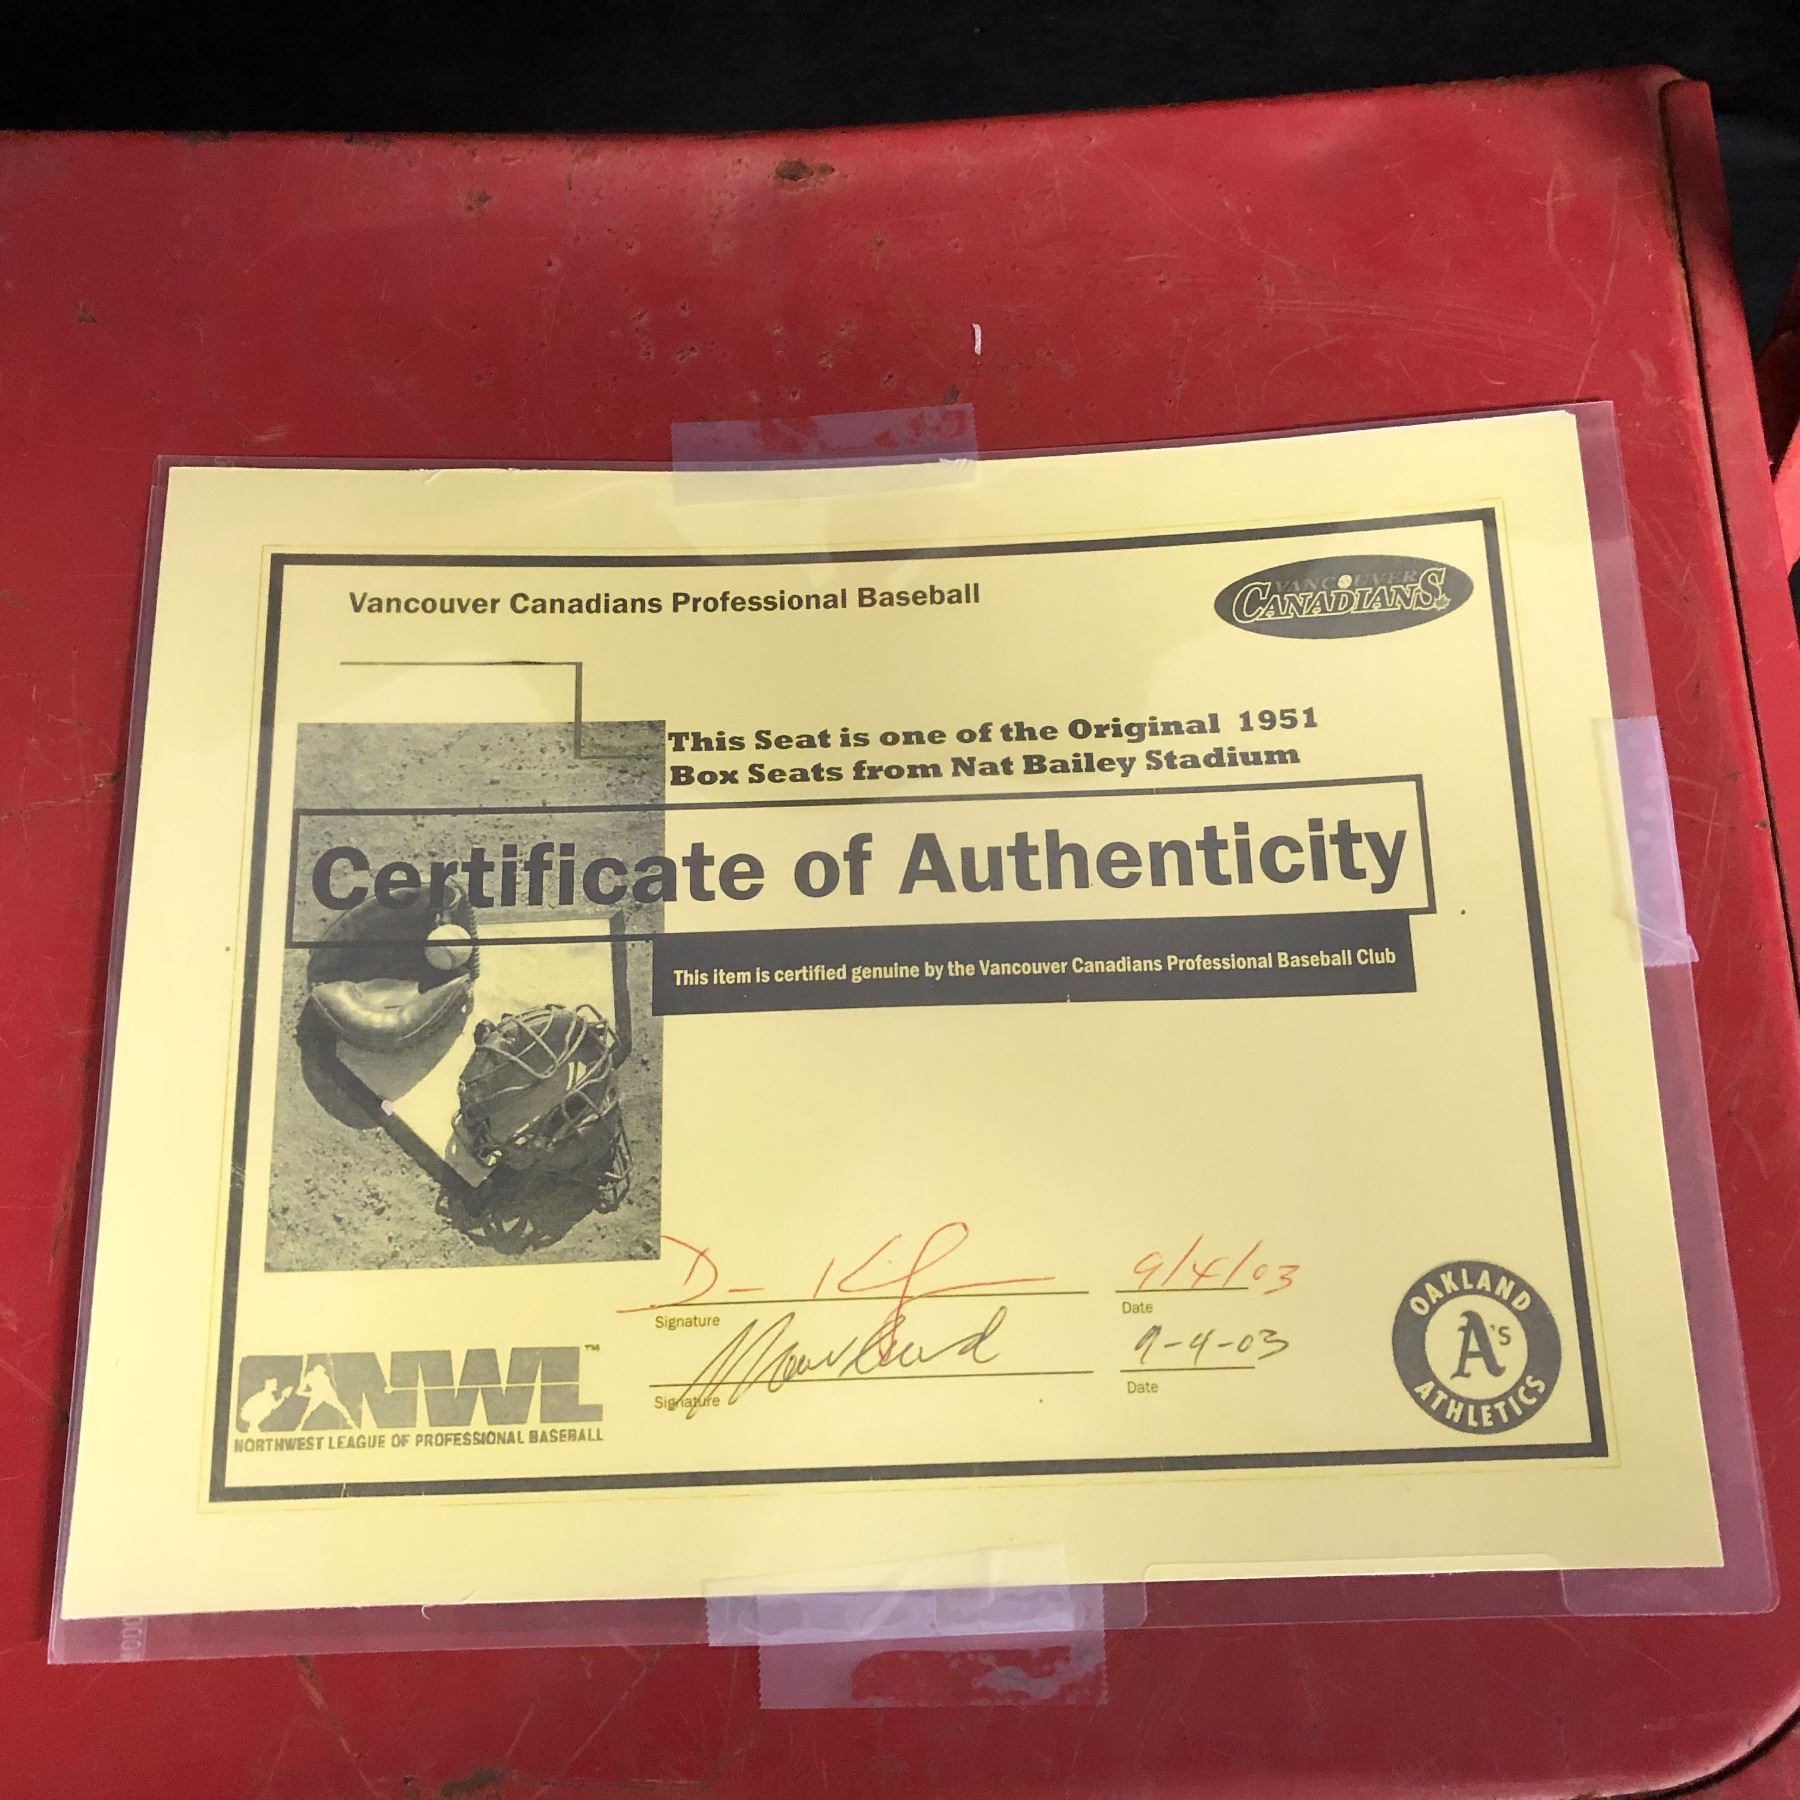 Vancouver Canadians Professional Baseball
VANCOUVER
CANADIANS
This Seat is one of the Original 1951
Box Seats from Nat Bailey Stadium
Certificate of Authenticity
This item is certified genuine by the Vancouver Canadians Professional Baseball Club
9/4/03
Signature
Date
9-4-03
Signature
Date
NWL™
NORTHWEST LEAGUE OF PROFESSIONAL BASEBALL
OAKLAND
A's
ATHLETICS